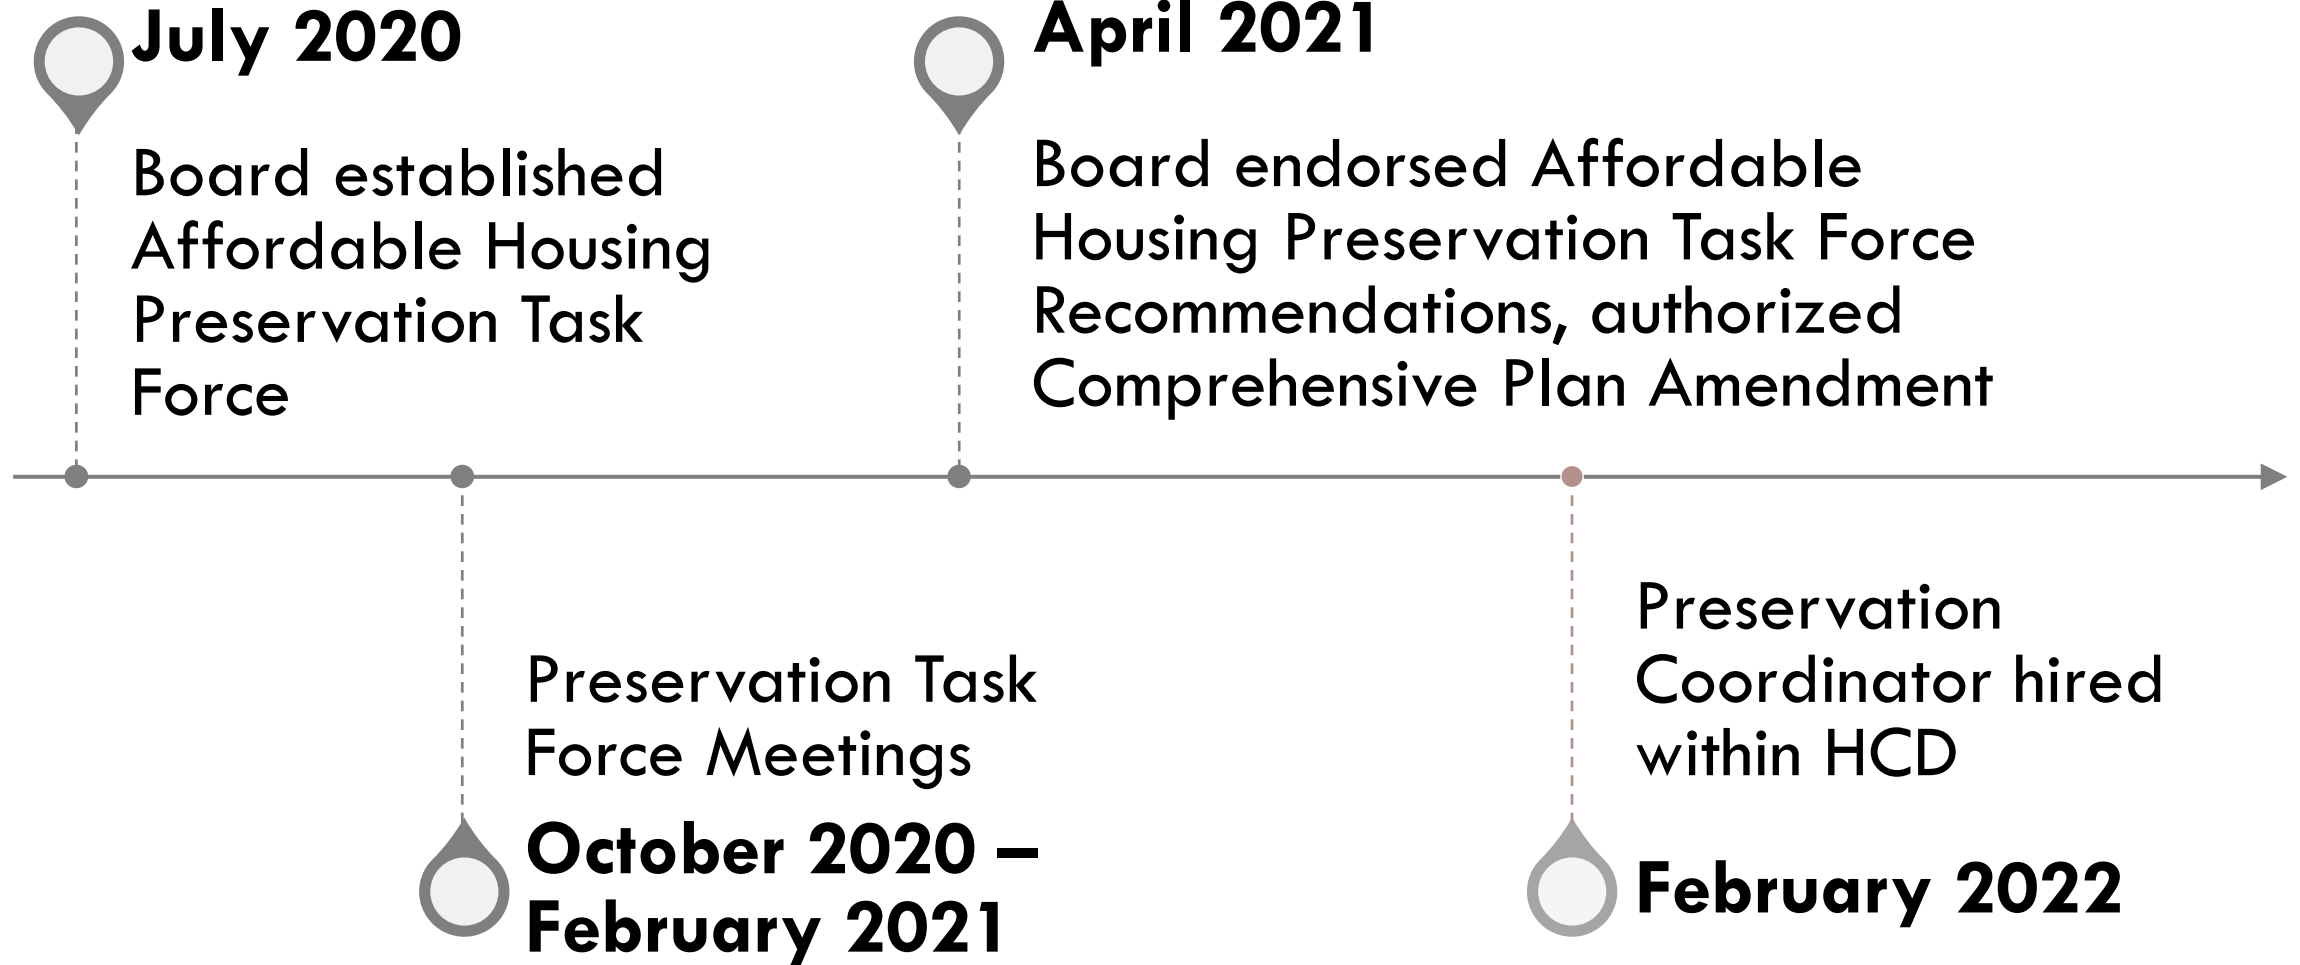 July 2020
Board established
Affordable Housing
Preservation Task
Force
Preservation Task
Force Meetings
October 2020 –
February 2021
April 2021
Board endorsed Affordable
Housing Preservation Task Force
Recommendations, authorized
Comprehensive Plan Amendment
Preservation
Coordinator hired
within HCD
February 2022